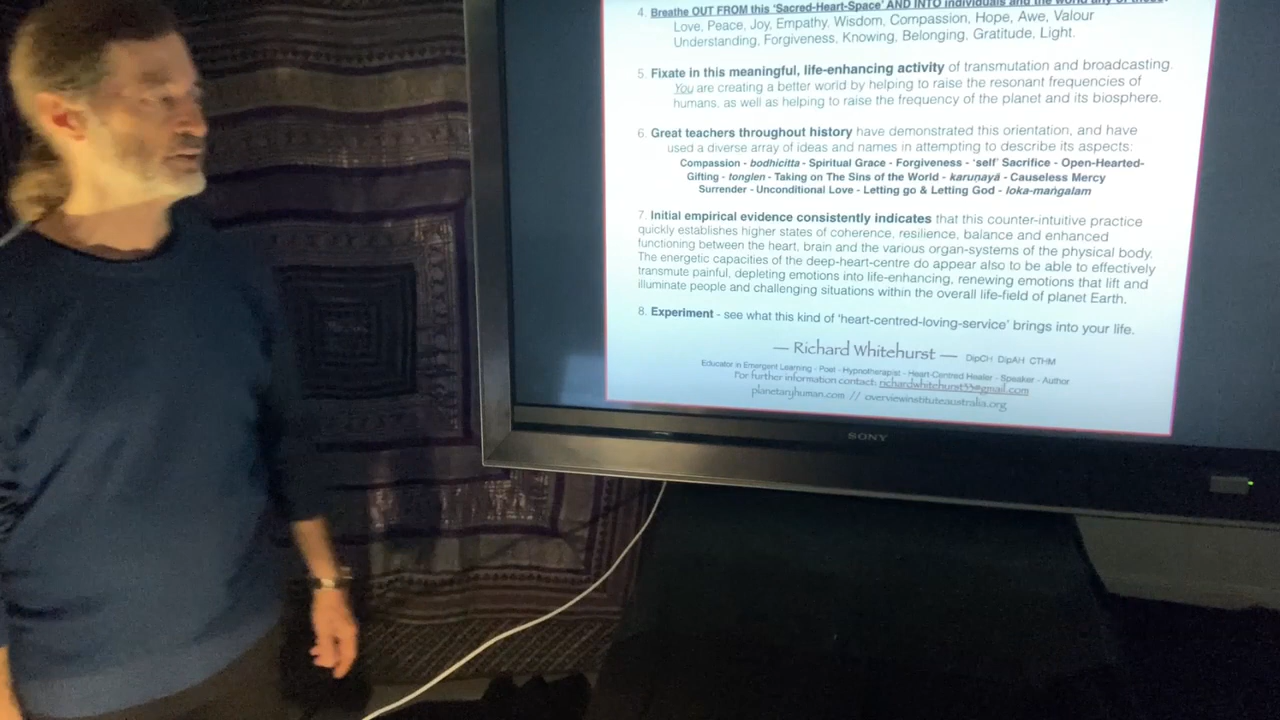 4. Breathe OUT FROM this 'Sacred-Heart-Space' AND INTO individuals and the world any of these:
Love, Peace, Joy, Empathy, Wisdom, Compassion, Hope, Awe, Valour
Understanding, Forgiveness, Knowing, Belonging, Gratitude, Light.
5. Fixate in this meaningful, life-enhancing activity of transmutation and broadcasting.
You are creating a better world by helping to raise the resonant frequencies of
humans, as well as helping to raise the frequency of the planet and its biosphere.
6. Great teachers throughout history have demonstrated this orientation, and have
used a diverse array of ideas and names in attempting to describe its aspects:
Compassion - bodhicitta - Spiritual Grace - Forgiveness - 'self' Sacrifice - Open-Hearted-
Gifting - tonglen - Taking on The Sins of the World - karuṇayā - Causeless Mercy
Surrender - Unconditional Love - Letting go & Letting God - loka-maṅgalam
7. Initial empirical evidence consistently indicates that this counter-intuitive practice
quickly establishes higher states of coherence, resilience, balance and enhanced
functioning between the heart, brain and the various organ-systems of the physical body.
The energetic capacities of the deep-heart-centre do appear also to be able to effectively
transmute painful, depleting emotions into life-enhancing, renewing emotions that lift and
illuminate people and challenging situations within the overall life-field of planet Earth.
8. Experiment - see what this kind of 'heart-centred-loving-service' brings into your life.
— Richard Whitehurst — DipCH DipAH CTHM
Educator in Emergent Learning - Poet - Hypnotherapist - Heart-Centred Healer - Speaker - Author
For further information contact: richardwhitehurst55@gmail.com
planetaryhuman.com // overviewinstituteaustralia.org
SONY